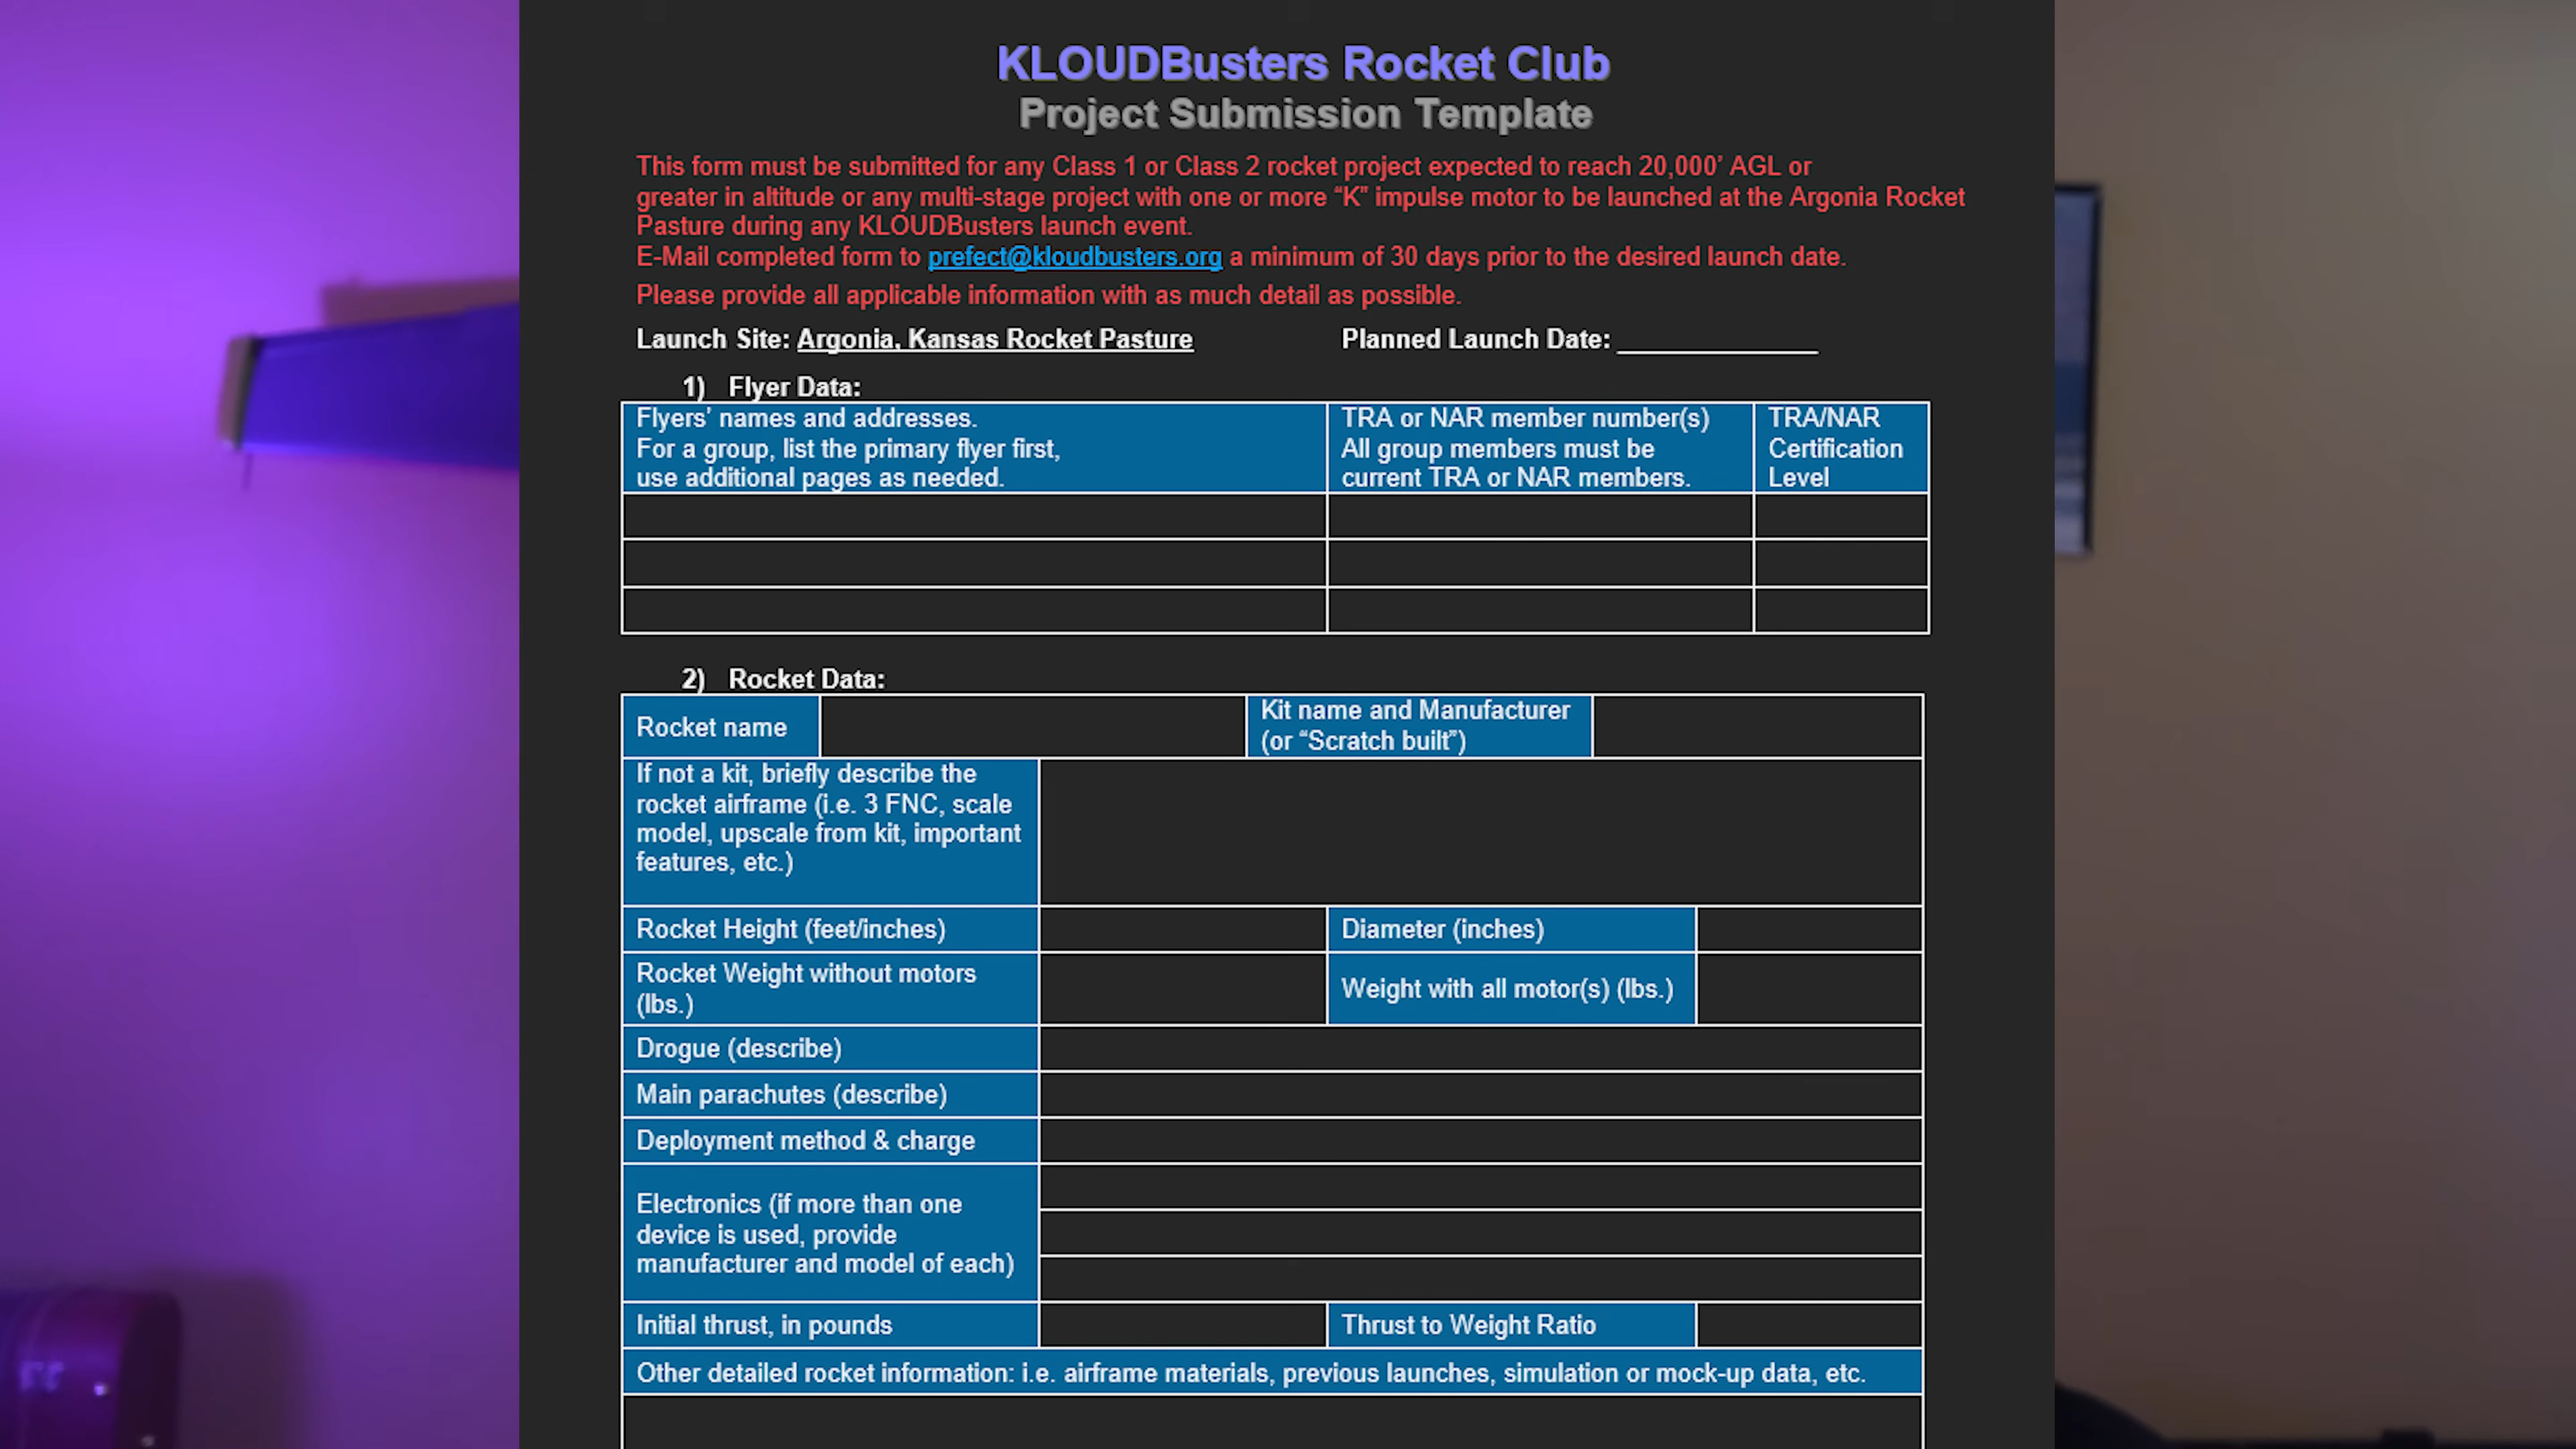 KLOUDBusters Rocket Club
Project Submission Template
This form must be submitted for any Class 1 or Class 2 rocket project expected to reach 20,000’ AGL or
greater in altitude or any multi-stage project with one or more “K” impulse motor to be launched at the Argonia Rocket
Pasture during any KLOUDBusters launch event.
E-Mail completed form to prefect@kloudbusters.org a minimum of 30 days prior to the desired launch date.
Please provide all applicable information with as much detail as possible.
Launch Site: Argonia, Kansas Rocket Pasture Planned Launch Date: ______________
1) Flyer Data:
Flyers’ names and addresses.
For a group, list the primary flyer first,
use additional pages as needed.
TRA or NAR member number(s)
All group members must be
current TRA or NAR members.
TRA/NAR
Certification
Level
2) Rocket Data:
Rocket name
Kit name and Manufacturer
(or “Scratch built”)
If not a kit, briefly describe the
rocket airframe (i.e. 3 FNC, scale
model, upscale from kit, important
features, etc.)
Rocket Height (feet/inches)
Diameter (inches)
Rocket Weight without motors
(lbs.)
Weight with all motor(s) (lbs.)
Drogue (describe)
Main parachutes (describe)
Deployment method & charge
Electronics (if more than one
device is used, provide
manufacturer and model of each)
Initial thrust, in pounds
Thrust to Weight Ratio
Other detailed rocket information: i.e. airframe materials, previous launches, simulation or mock-up data, etc.